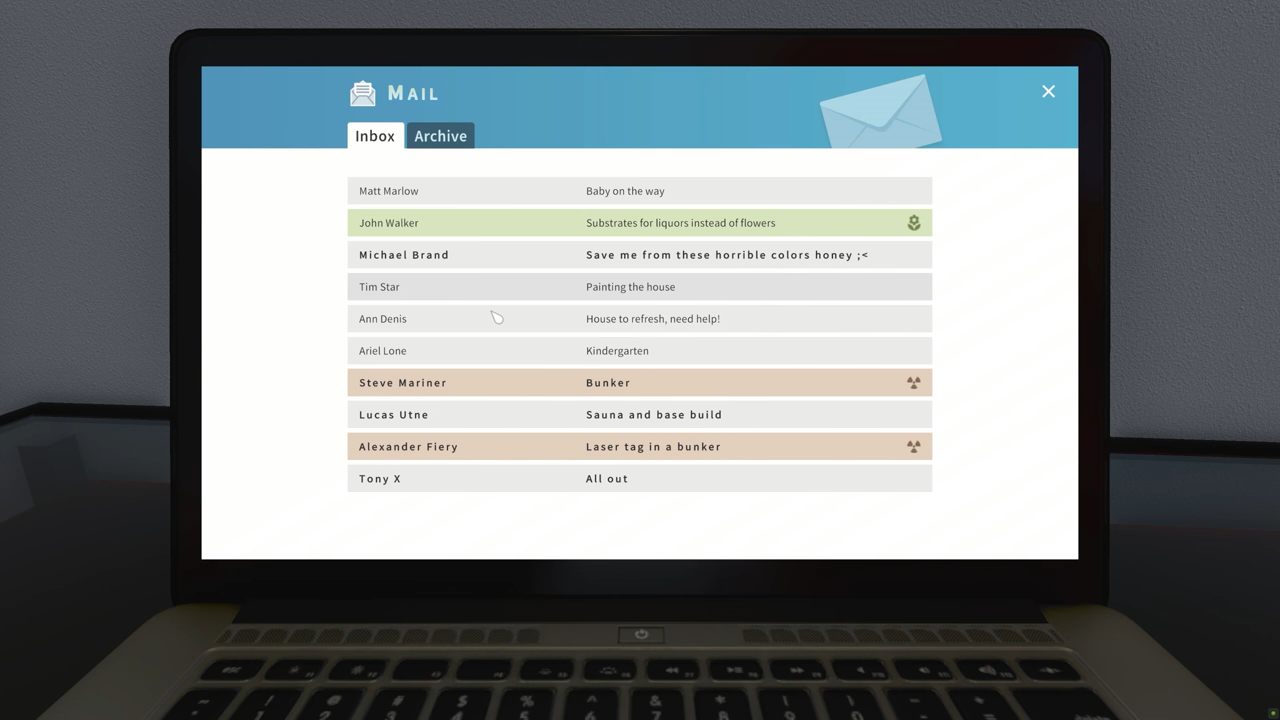 MAIL
Inbox Archive
Matt Marlow Baby on the way
John Walker Substrates for liquors instead of flowers
Michael Brand Save me from these horrible colors honey ;<
Tim Star Painting the house
Ann Denis House to refresh, need help!
Ariel Lone Kindergarten
Steve Mariner Bunker
Lucas Utne Sauna and base build
Alexander Fiery Laser tag in a bunker
Tony X All out